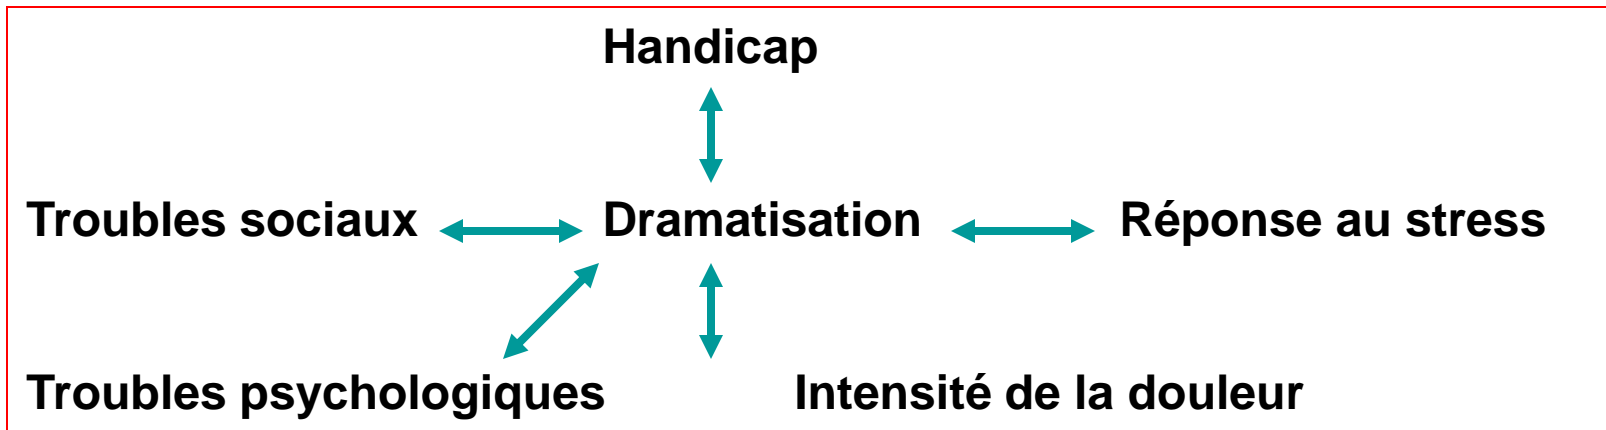 Handicap
Troubles sociaux Dramatisation Réponse au stress
Troubles psychologiques Intensité de la douleur